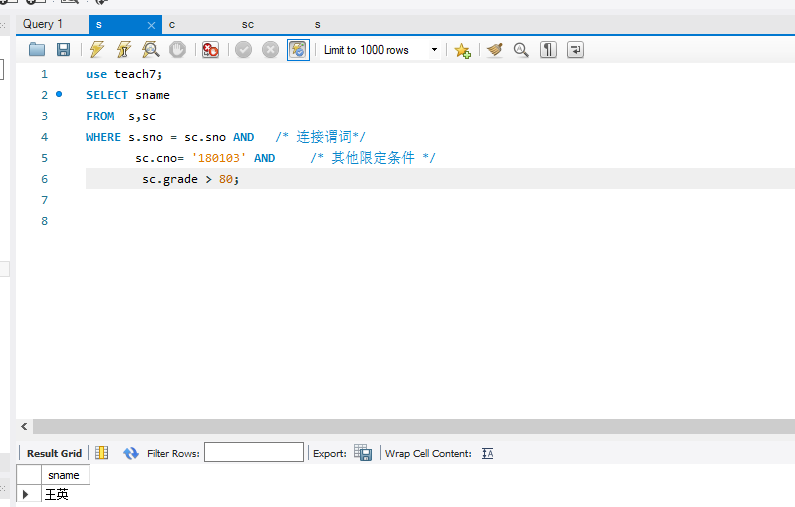 Query 1 s c sc s
Limit to 1000 rows
1 use teach7;
2 SELECT sname
3 FROM s,sc
4 WHERE s.sno = sc.sno AND /* 连接谓词*/
5 sc.cno= '180103' AND /* 其他限定条件 */
6 sc.grade > 80;
7
8
Result Grid Filter Rows: Export: Wrap Cell Content:
sname
王英